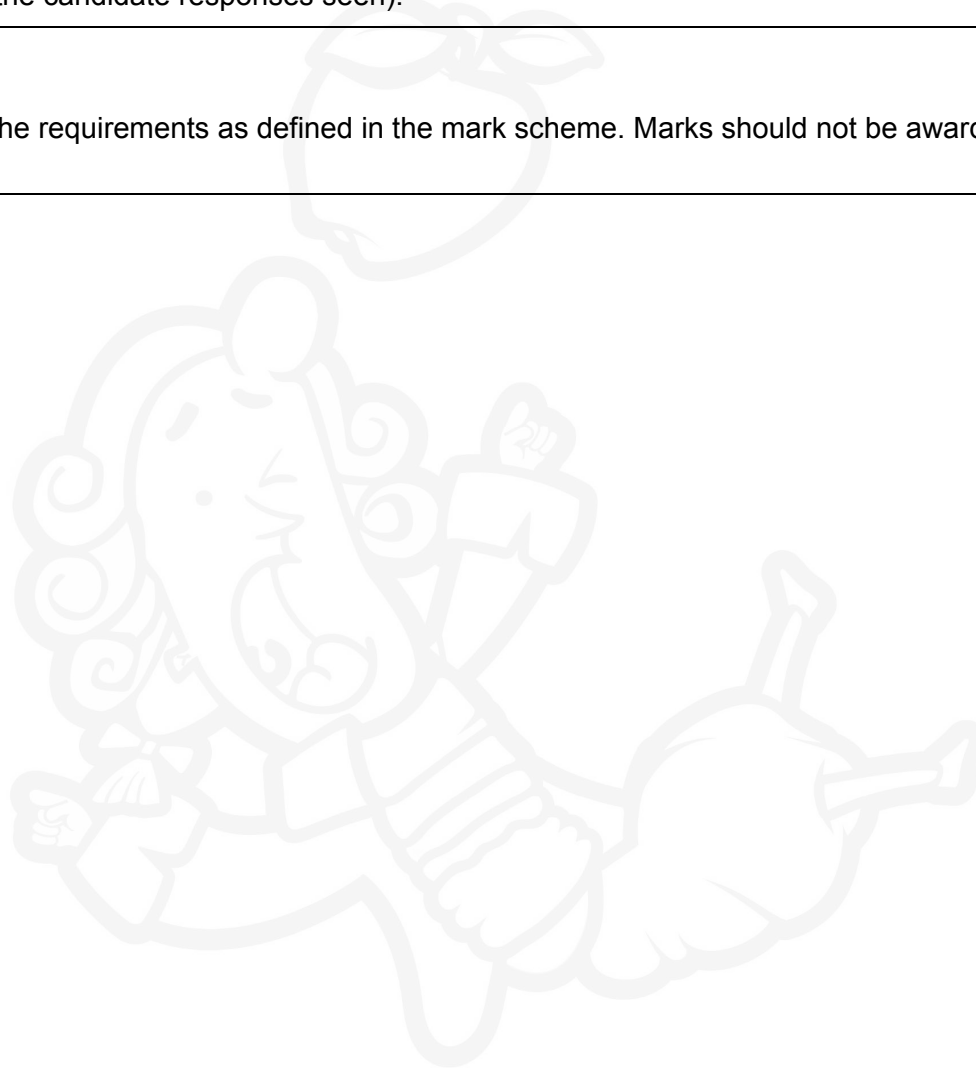 the candidate responses seen).
he requirements as defined in the mark scheme. Marks should not be award